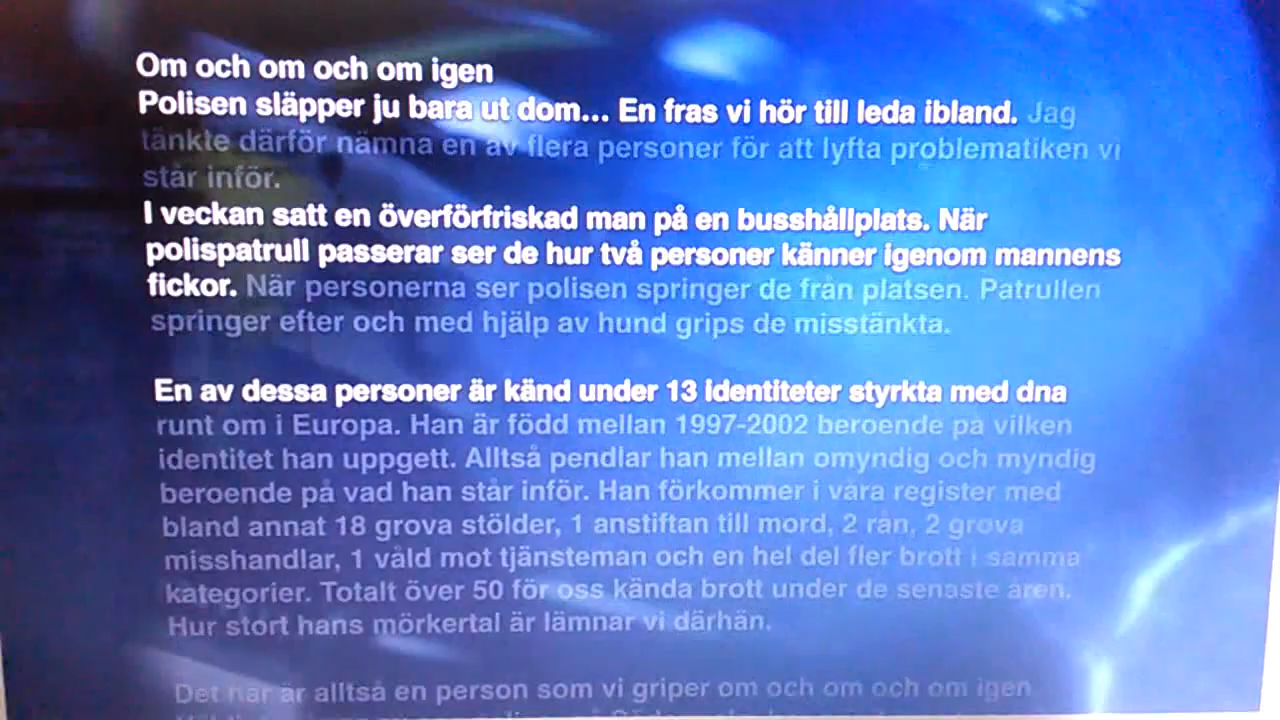 Om och om och om igen
Polisen släpper ju bara ut dom... En fras vi hör till leda ibland. Jag
tänkte därför nämna en av flera personer för att lyfta problematiken vi
står inför.
I veckan satt en överförfriskad man på en busshållplats. När
polispatrull passerar ser de hur två personer känner igenom mannens
fickor. När personerna ser polisen springer de från platsen. Patrullen
springer efter och med hjälp av hund grips de misstänkta.
En av dessa personer är känd under 13 identiteter styrkta med dna
runt om i Europa. Han är född mellan 1997-2002 beroende på vilken
identitet han uppgett. Alltså pendlar han mellan omyndig och myndig
beroende på vad han står inför. Han förkommer i våra register med
bland annat 18 grova stölder, 1 anstiftan till mord, 2 rån, 2 grova
misshandlar, 1 våld mot tjänsteman och en hel del fler brott i samma
kategorier. Totalt över 50 för oss kända brott under de senaste åren.
Hur stort hans mörkertal är lämnar vi därhän.
Det här är alltså en person som vi griper om och om och om igen